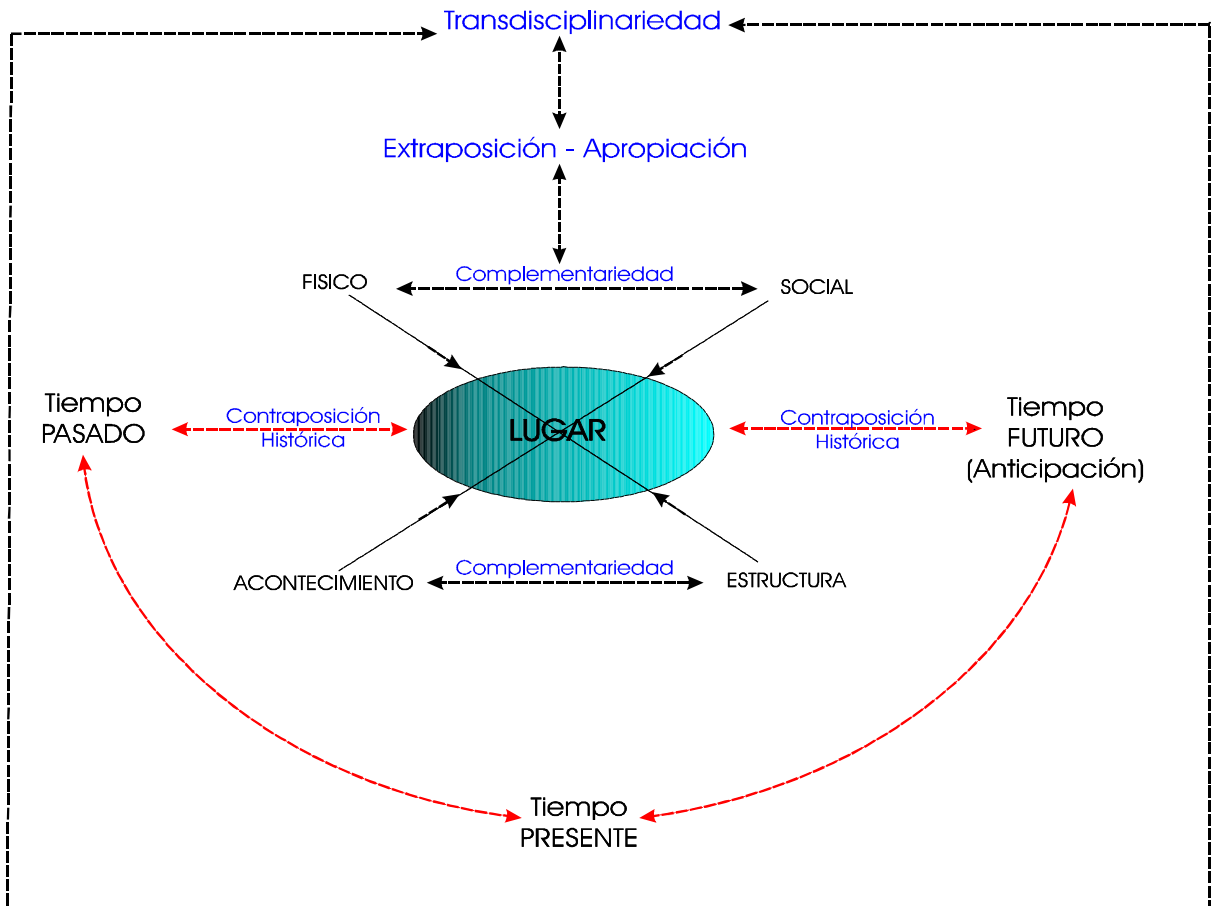 Transdisciplinariedad
Extraposición - Apropiación
Complementariedad
FISICO
SOCIAL
Tiempo
PASADO
Contraposición
Histórica
LUGAR
Contraposición
Histórica
Tiempo
FUTURO
(Anticipación)
ACONTECIMIENTO
Complementariedad
ESTRUCTURA
Tiempo
PRESENTE